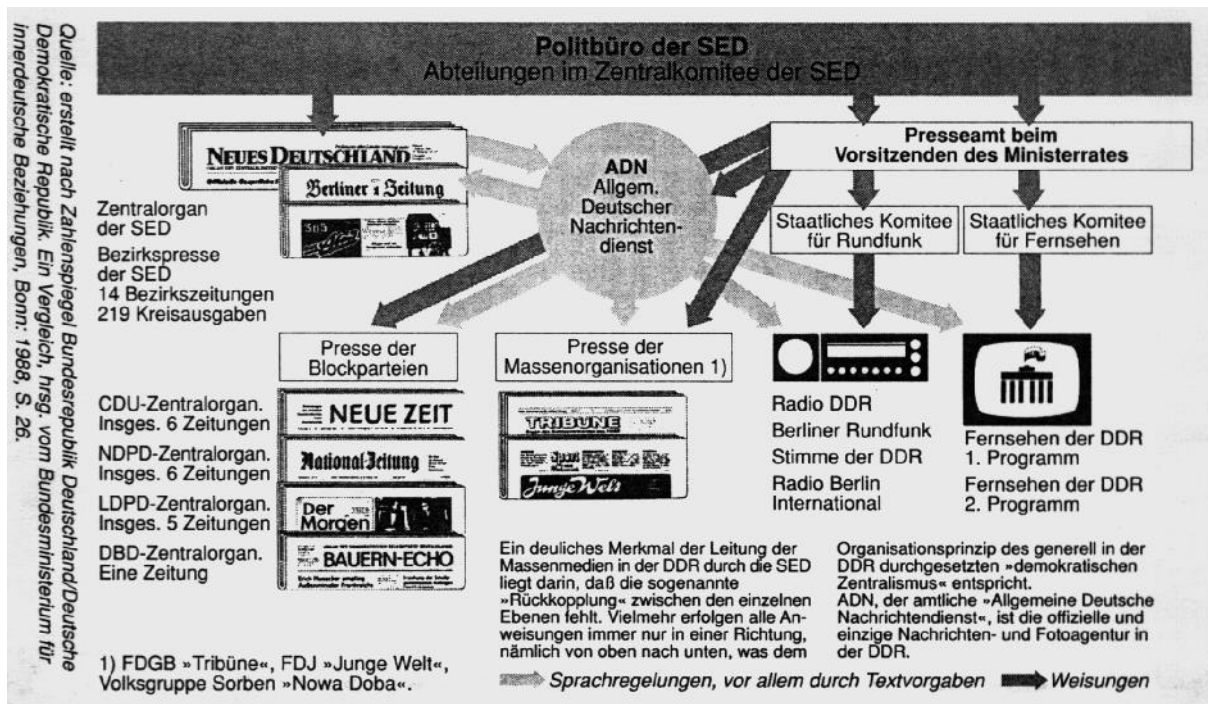 Politbüro der SED
Abteilungen im Zentralkomitee der SED
NEUES DEUTSCHLAND
Berliner Zeitung
Zentralorgan
der SED
Bezirkspresse
der SED
14 Bezirkszeitungen
219 Kreisausgaben
ADN
Allgem.
Deutscher
Nachrichten-
dienst
Presseamt beim
Vorsitzenden des Ministerrates
Staatliches Komitee
für Rundfunk
Staatliches Komitee
für Fernsehen
Presse der
Blockparteien
CDU-Zentralorgan.
Insges. 6 Zeitungen
NDPD-Zentralorgan.
Insges. 6 Zeitungen
LDPD-Zentralorgan.
Insges. 5 Zeitungen
DBD-Zentralorgan.
Eine Zeitung
NEUE ZEIT
National-Zeitung
Der
Morgen
BAUERN-ECHO
Presse der
Massenorganisationen 1)
TRIBUNE
Junge Welt
Radio DDR
Berliner Rundfunk
Stimme der DDR
Radio Berlin
International
Fernsehen der DDR
1. Programm
Fernsehen der DDR
2. Programm
Ein deuliches Merkmal der Leitung der
Massenmedien in der DDR durch die SED
liegt darin, daß die sogenannte
»Rückkopplung« zwischen den einzelnen
Ebenen fehlt. Vielmehr erfolgen alle An-
weisungen immer nur in einer Richtung,
nämlich von oben nach unten, was dem
Organisationsprinzip des generell in der
DDR durchgesetzten »demokratischen
Zentralismus« entspricht.
ADN, der amtliche »Allgemeine Deutsche
Nachrichtendienst«, ist die offizielle und
einzige Nachrichten- und Fotoagentur in
der DDR.
1) FDGB »Tribüne«, FDJ »Junge Welt«,
Volksgruppe Sorben »Nowa Doba«.
Sprachregelungen, vor allem durch Textvorgaben
Weisungen
Quelle: erstellt nach Zahlenspiegel Bundesrepublik Deutschland/Deutsche
Demokratische Republik. Ein Vergleich, hrsg. vom Bundesministerium für
innerdeutsche Beziehungen, Bonn: 1988, S. 26.